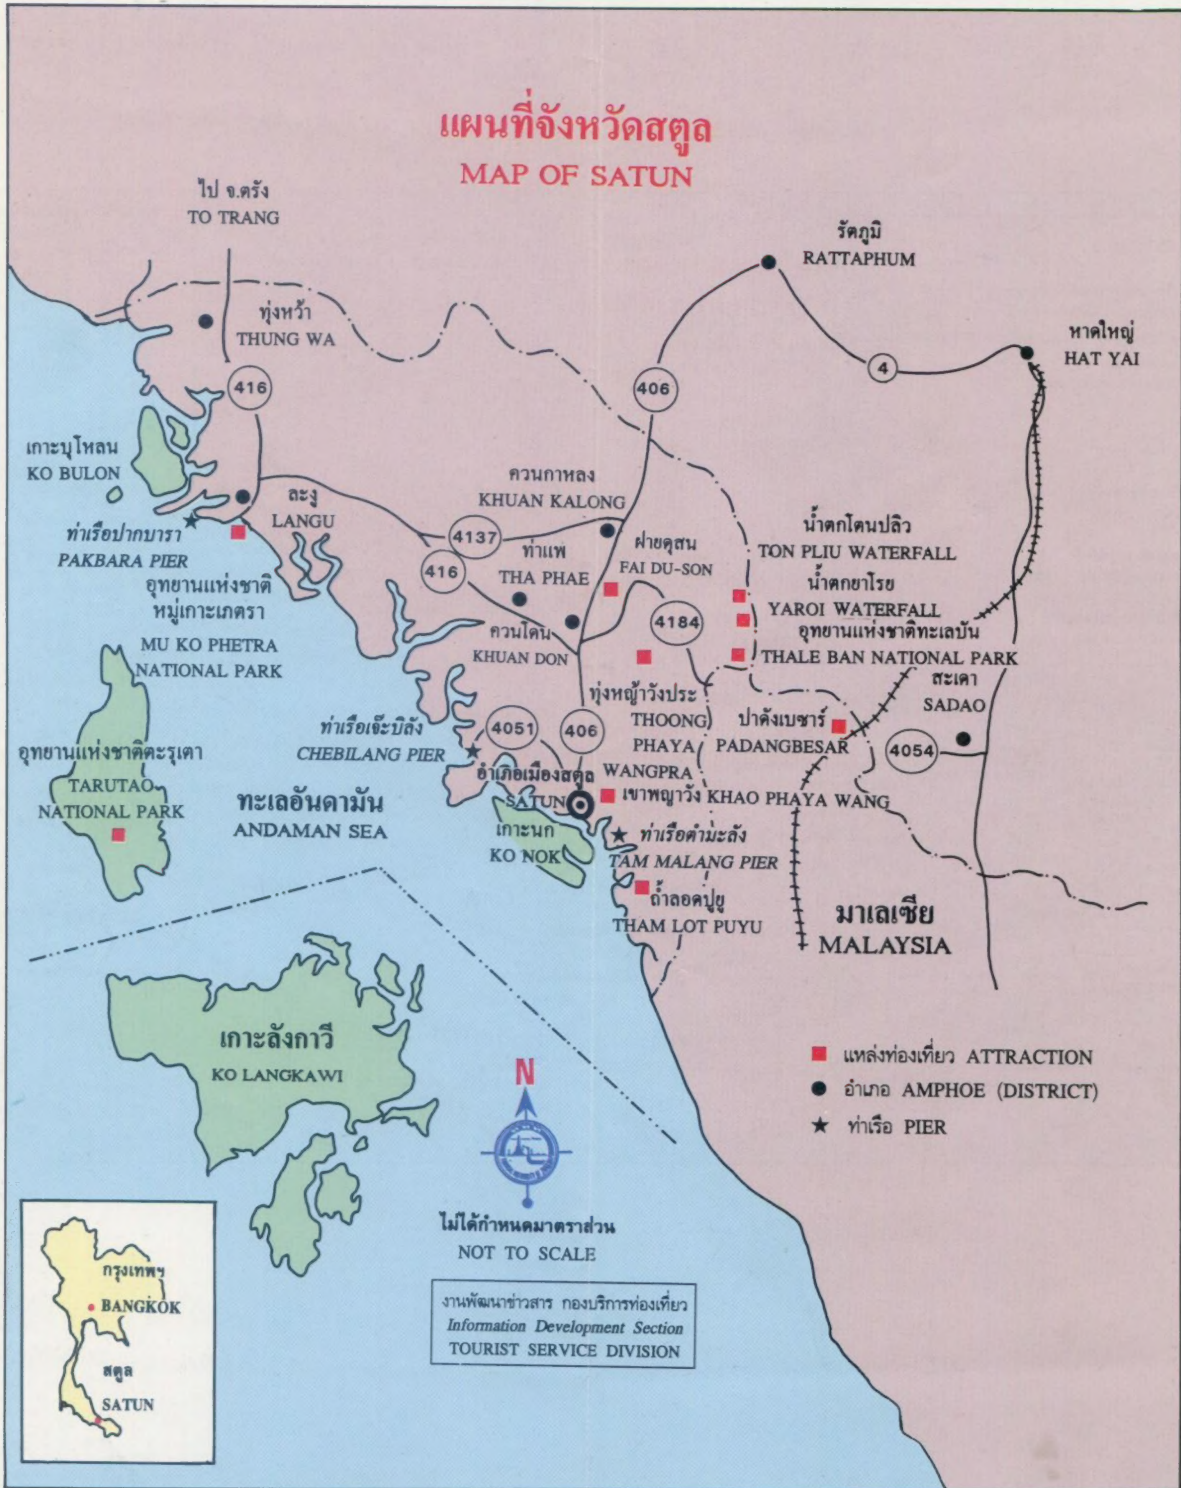 แผนที่จังหวัดสตูล
MAP OF SATUN
ไป จ.ตรัง
TO TRANG
รัตภูมิ
RATTAPHUM
ทุ่งหว้า
THUNG WA
หาดใหญ่
HAT YAI
416
406
4
เกาะบุโหลน
KO BULON
ควนกาหลง
KHUAN KALONG
ละงู
LANGU
ท่าเรือปากบารา
PAKBARA PIER
4137
416
ท่าแพ
THA PHAE
ฝายดุสน
FAI DU-SON
น้ำตกโตนปลิว
TON PLIU WATERFALL
น้ำตกยาโรย
YAROI WATERFALL
อุทยานแห่งชาติ
หมู่เกาะเภตรา
MU KO PHETRA
NATIONAL PARK
ควนโดน
KHUAN DON
4184
อุทยานแห่งชาติทะเลบัน
THALE BAN NATIONAL PARK
สะเดา
SADAO
ทุ่งหญ้าวังประ
THOONG
PHAYA
WANGPRA
ปาดังเบซาร์
PADANGBESAR
4054
ท่าเรือเจ๊ะบิลัง
CHEBILANG PIER
4051
406
อุทยานแห่งชาติตะรุเตา
TARUTAO
NATIONAL PARK
ทะเลอันดามัน
ANDAMAN SEA
อำเภอเมืองสตูล
SATUN
เขาพญาวัง KHAO PHAYA WANG
เกาะนก
KO NOK
ท่าเรือตำมะลัง
TAM MALANG PIER
ถ้ำลอดปูยู
THAM LOT PUYU
มาเลเซีย
MALAYSIA
เกาะลังกาวี
KO LANGKAWI
แหล่งท่องเที่ยว ATTRACTION
อำเภอ AMPHOE (DISTRICT)
ท่าเรือ PIER
N
ไม่ได้กำหนดมาตราส่วน
NOT TO SCALE
งานพัฒนาข่าวสาร กองบริการท่องเที่ยว
Information Development Section
TOURIST SERVICE DIVISION
กรุงเทพฯ
BANGKOK
สตูล
SATUN